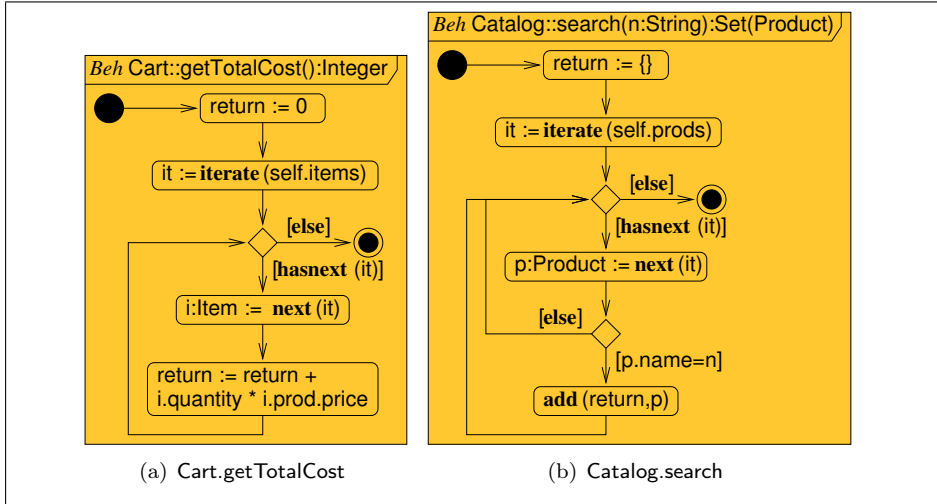 Beh Cart::getTotalCost():Integer
return := 0
it := iterate (self.items)
[else]
[hasnext (it)]
i:Item := next (it)
return := return +
i.quantity * i.prod.price
(a) Cart.getTotalCost
Beh Catalog::search(n:String):Set(Product)
return := {}
it := iterate (self.prods)
[else]
[hasnext (it)]
p:Product := next (it)
[else]
[p.name=n]
add (return,p)
(b) Catalog.search